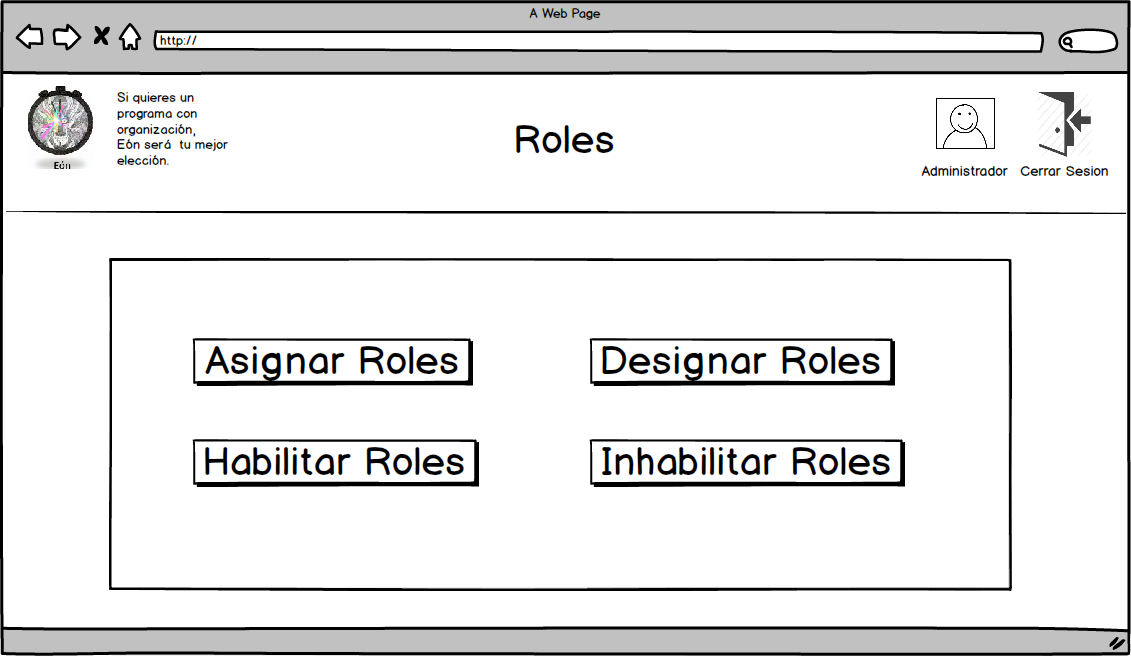 A Web Page
http://
Si quieres un
programa con
organización,
Eón será tu mejor
elección.
Eón
Roles
Administrador
Cerrar Sesion
Asignar Roles
Designar Roles
Habilitar Roles
Inhabilitar Roles